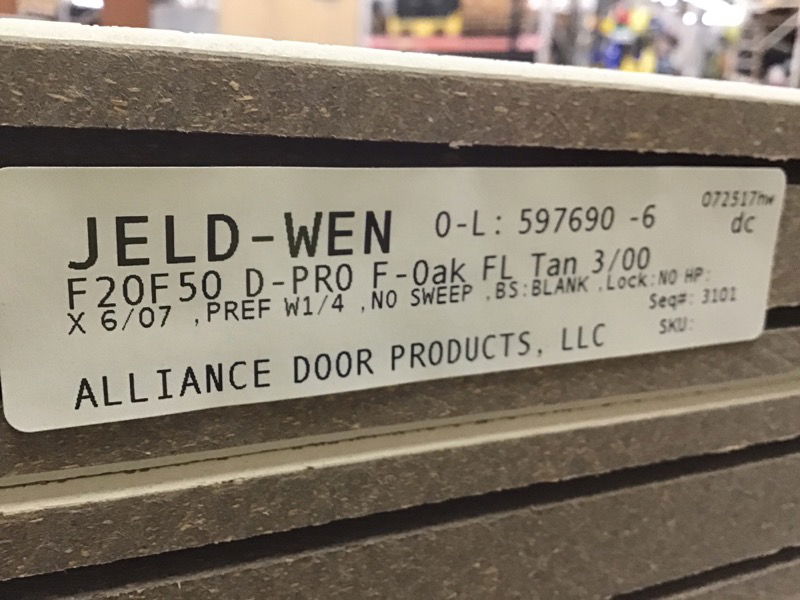 072517hw
JELD-WEN O-L: 597690 -6 dc
F20F50 D-PRO F-Oak FL Tan 3/00
X 6/07 ,PREF W1/4 ,NO SWEEP ,BS:BLANK ,Lock:NO HP:
Seq#: 3101
SKU:
ALLIANCE DOOR PRODUCTS, LLC